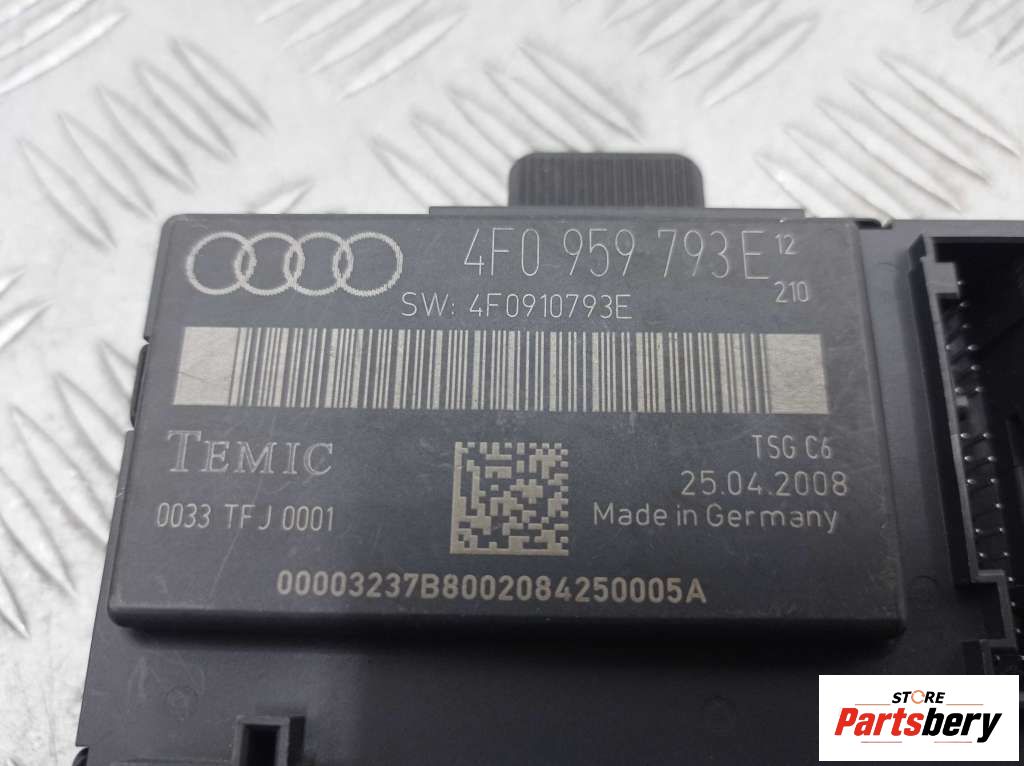 4F0 959 793E 12
210
SW: 4F0910793E
TEMIC
TSG C6
25.04.2008
0033 TFJ 0001
Made in Germany
00003237B8002084250005A
STORE
Partsbery